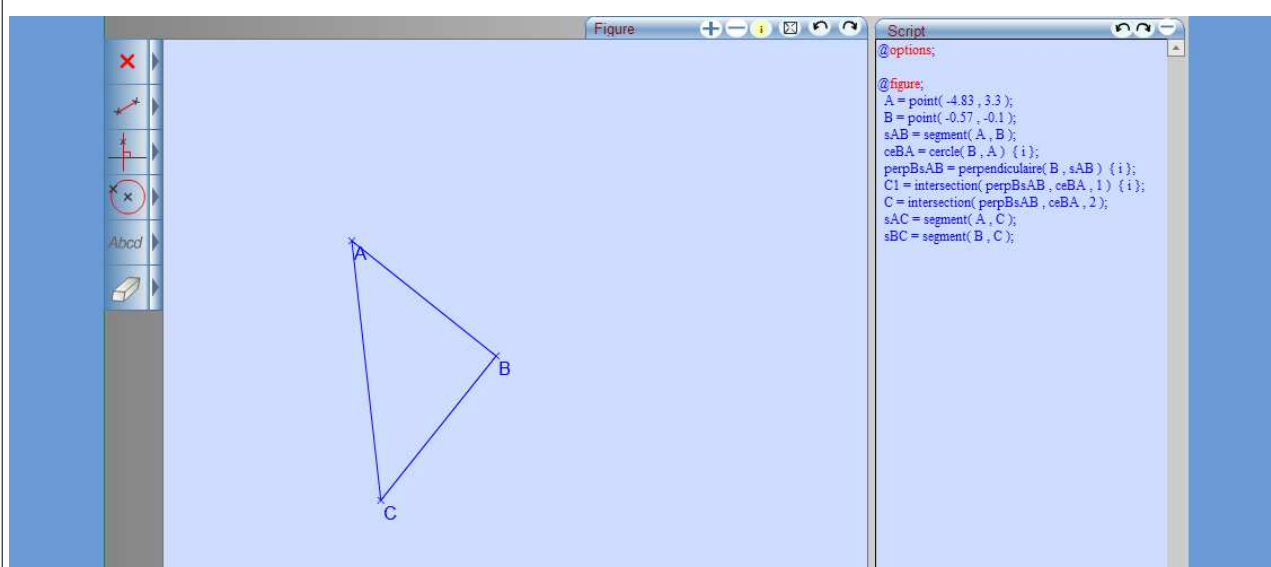 Figure
i
Script
@options;
@figure;
A = point( -4.83 , 3.3 );
B = point( -0.57 , -0.1 );
sAB = segment( A , B );
ceBA = cercle( B , A ) { i };
perpBsAB = perpendiculaire( B , sAB ) { i };
C1 = intersection( perpBsAB , ceBA , 1 ) { i };
C = intersection( perpBsAB , ceBA , 2 );
sAC = segment( A , C );
sBC = segment( B , C );
Abcd
A
B
C